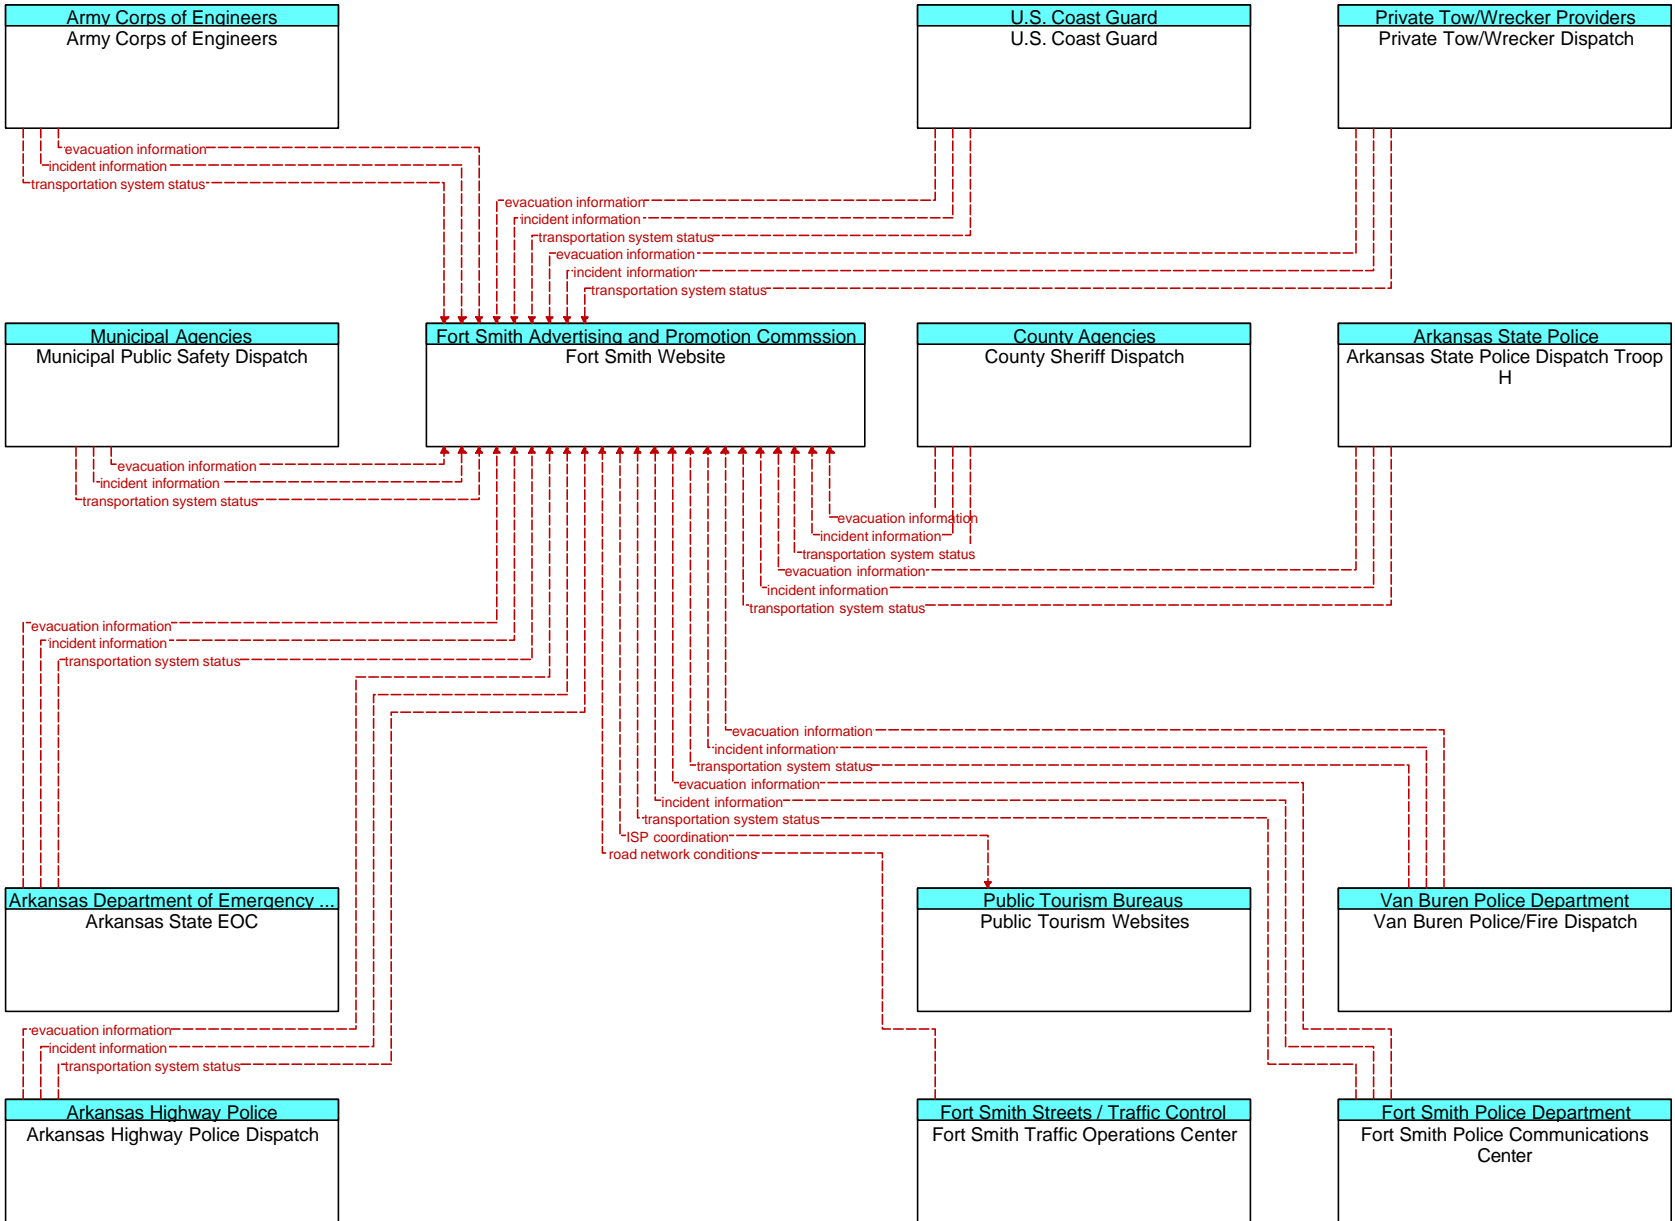 Army Corps of Engineers
Army Corps of Engineers
U.S. Coast Guard
U.S. Coast Guard
Private Tow/Wrecker Providers
Private Tow/Wrecker Dispatch
evacuation information
incident information
transportation system status
evacuation information
incident information
transportation system status
evacuation information
incident information
transportation system status
Municipal Agencies
Municipal Public Safety Dispatch
Fort Smith Advertising and Promotion Commssion
Fort Smith Website
County Agencies
County Sheriff Dispatch
Arkansas State Police
Arkansas State Police Dispatch Troop
H
evacuation information
incident information
transportation system status
evacuation information
incident information
transportation system status
evacuation information
incident information
transportation system status
evacuation information
incident information
transportation system status
evacuation information
incident information
transportation system status
evacuation information
incident information
transportation system status
ISP coordination
road network conditions
Arkansas Department of Emergency ...
Arkansas State EOC
Public Tourism Bureaus
Public Tourism Websites
Van Buren Police Department
Van Buren Police/Fire Dispatch
evacuation information
incident information
transportation system status
Arkansas Highway Police
Arkansas Highway Police Dispatch
Fort Smith Streets / Traffic Control
Fort Smith Traffic Operations Center
Fort Smith Police Department
Fort Smith Police Communications
Center